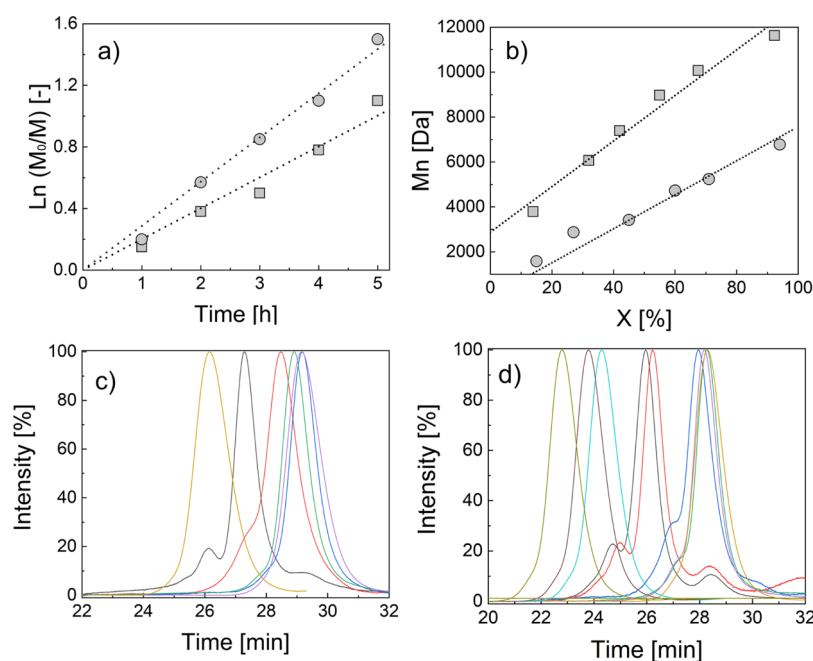 a)
Ln (M₀/M) [-]
1.6
1.2
0.8
0.4
0.0
0 1 2 3 4 5
Time [h]
b)
Mn [Da]
12000
10000
8000
6000
4000
2000
0 20 40 60 80 100
X [%]
c)
Intensity [%]
100
80
60
40
20
0
22 24 26 28 30 32
Time [min]
d)
Intensity [%]
100
80
60
40
20
0
20 22 24 26 28 30 32
Time [min]